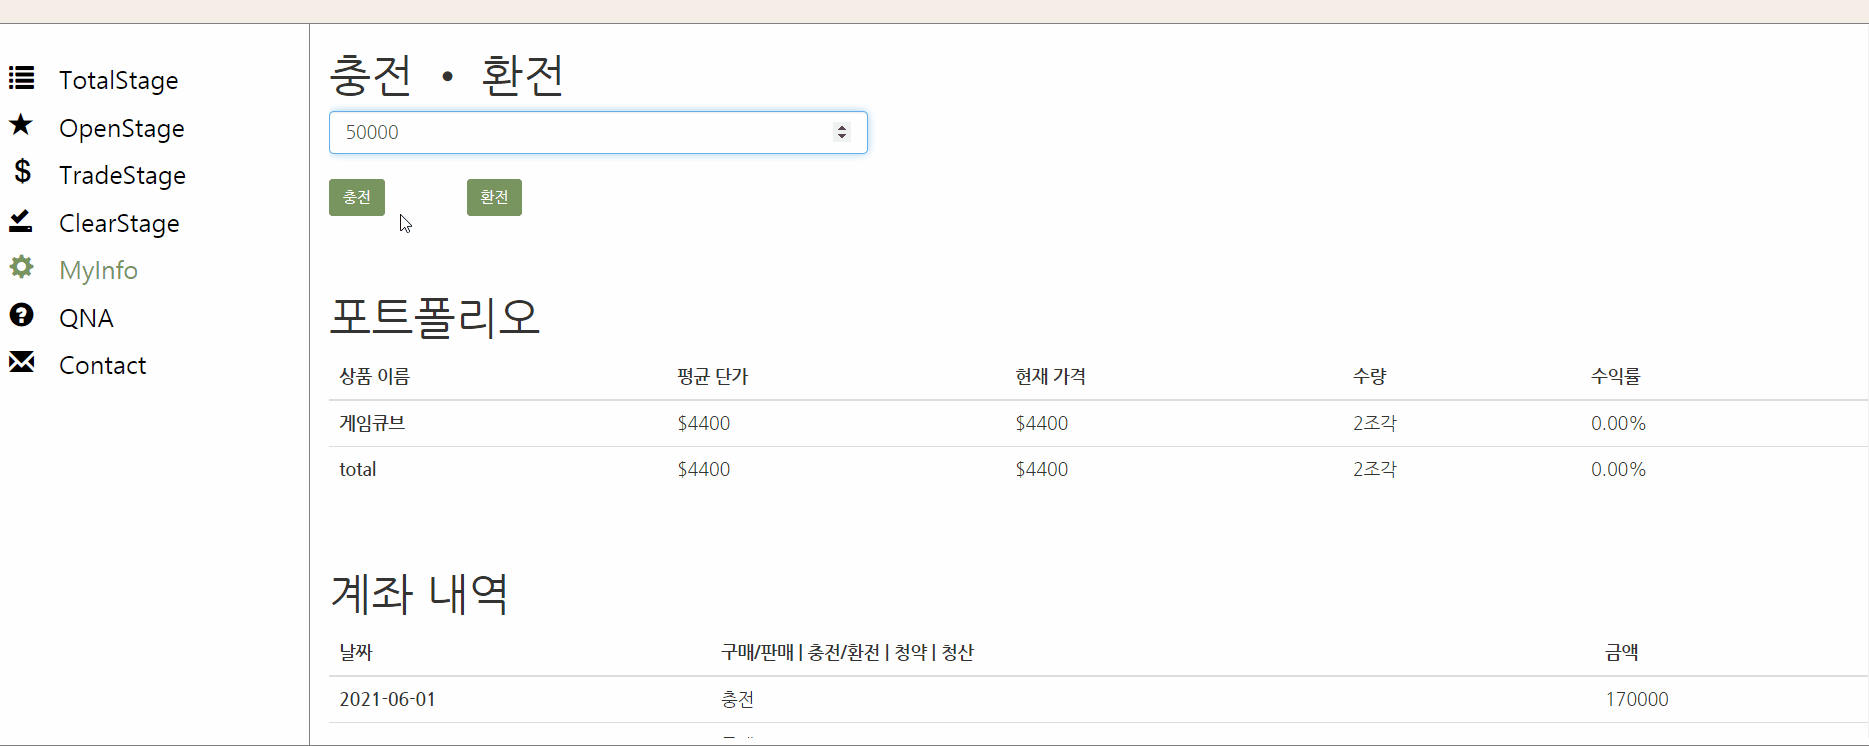 TotalStage
OpenStage
TradeStage
ClearStage
MyInfo
QNA
Contact
충전 • 환전
50000
충전 환전
포트폴리오
상품 이름 평균 단가 현재 가격 수량 수익률
게임큐브 $4400 $4400 2조각 0.00%
total $4400 $4400 2조각 0.00%
계좌 내역
날짜 구매/판매 | 충전/환전 | 청약 | 청산 금액
2021-06-01 충전 170000